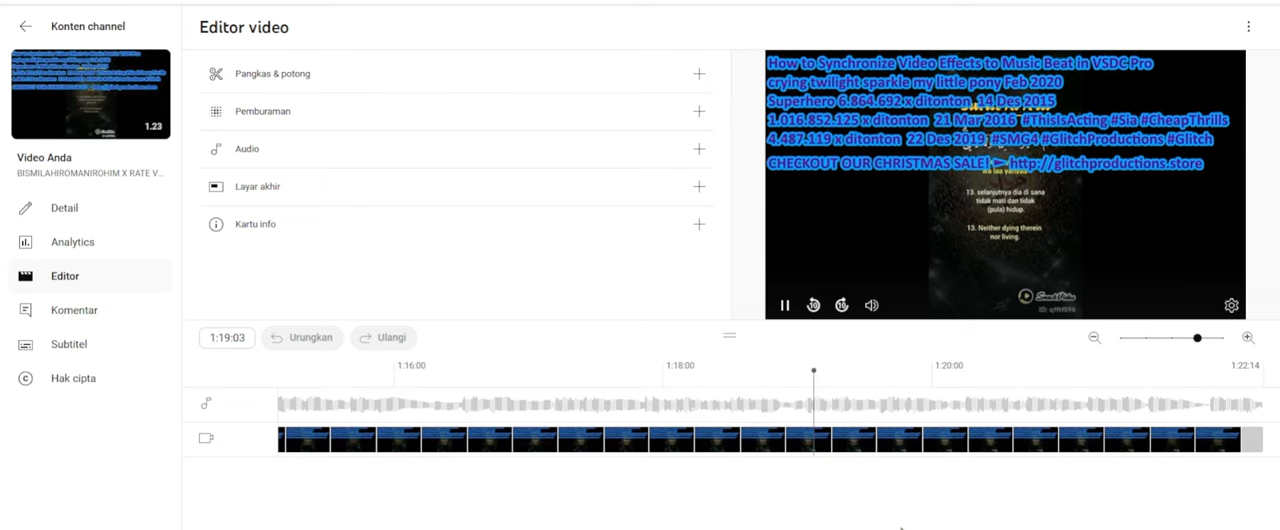 Konten channel
Editor video
1.23
Video Anda
BISMILAHIROMANIROHIM X RATE V...
Detail
Analytics
Editor
Komentar
Subtitel
Hak cipta
Pangkas & potong
Pemburaman
Audio
Layar akhir
Kartu info
How to Synchronize Video Effects to Music Beat in VSDC Pro
crying twilight sparkle my little pony Feb 2020
Superhero 6.864.692 x ditonton 14 Des 2015
1.016.852.125 x ditonton 21 Mar 2016 #ThisIsActing #Sia #CheapThrills
4.487.119 x ditonton 22 Des 2019 #SMG4 #GlitchProductions #Glitch
CHECKOUT OUR CHRISTMAS SALE! ► http://glitchproductions.store
13. selanjutnya dia di sana
tidak mati dan tidak
(pula) hidup.
13. Neither dying therein
nor living.
SnackVideo
10
10
1:19:03
Urungkan
Ulangi
1:16:00
1:18:00
1:20:00
1:22:14